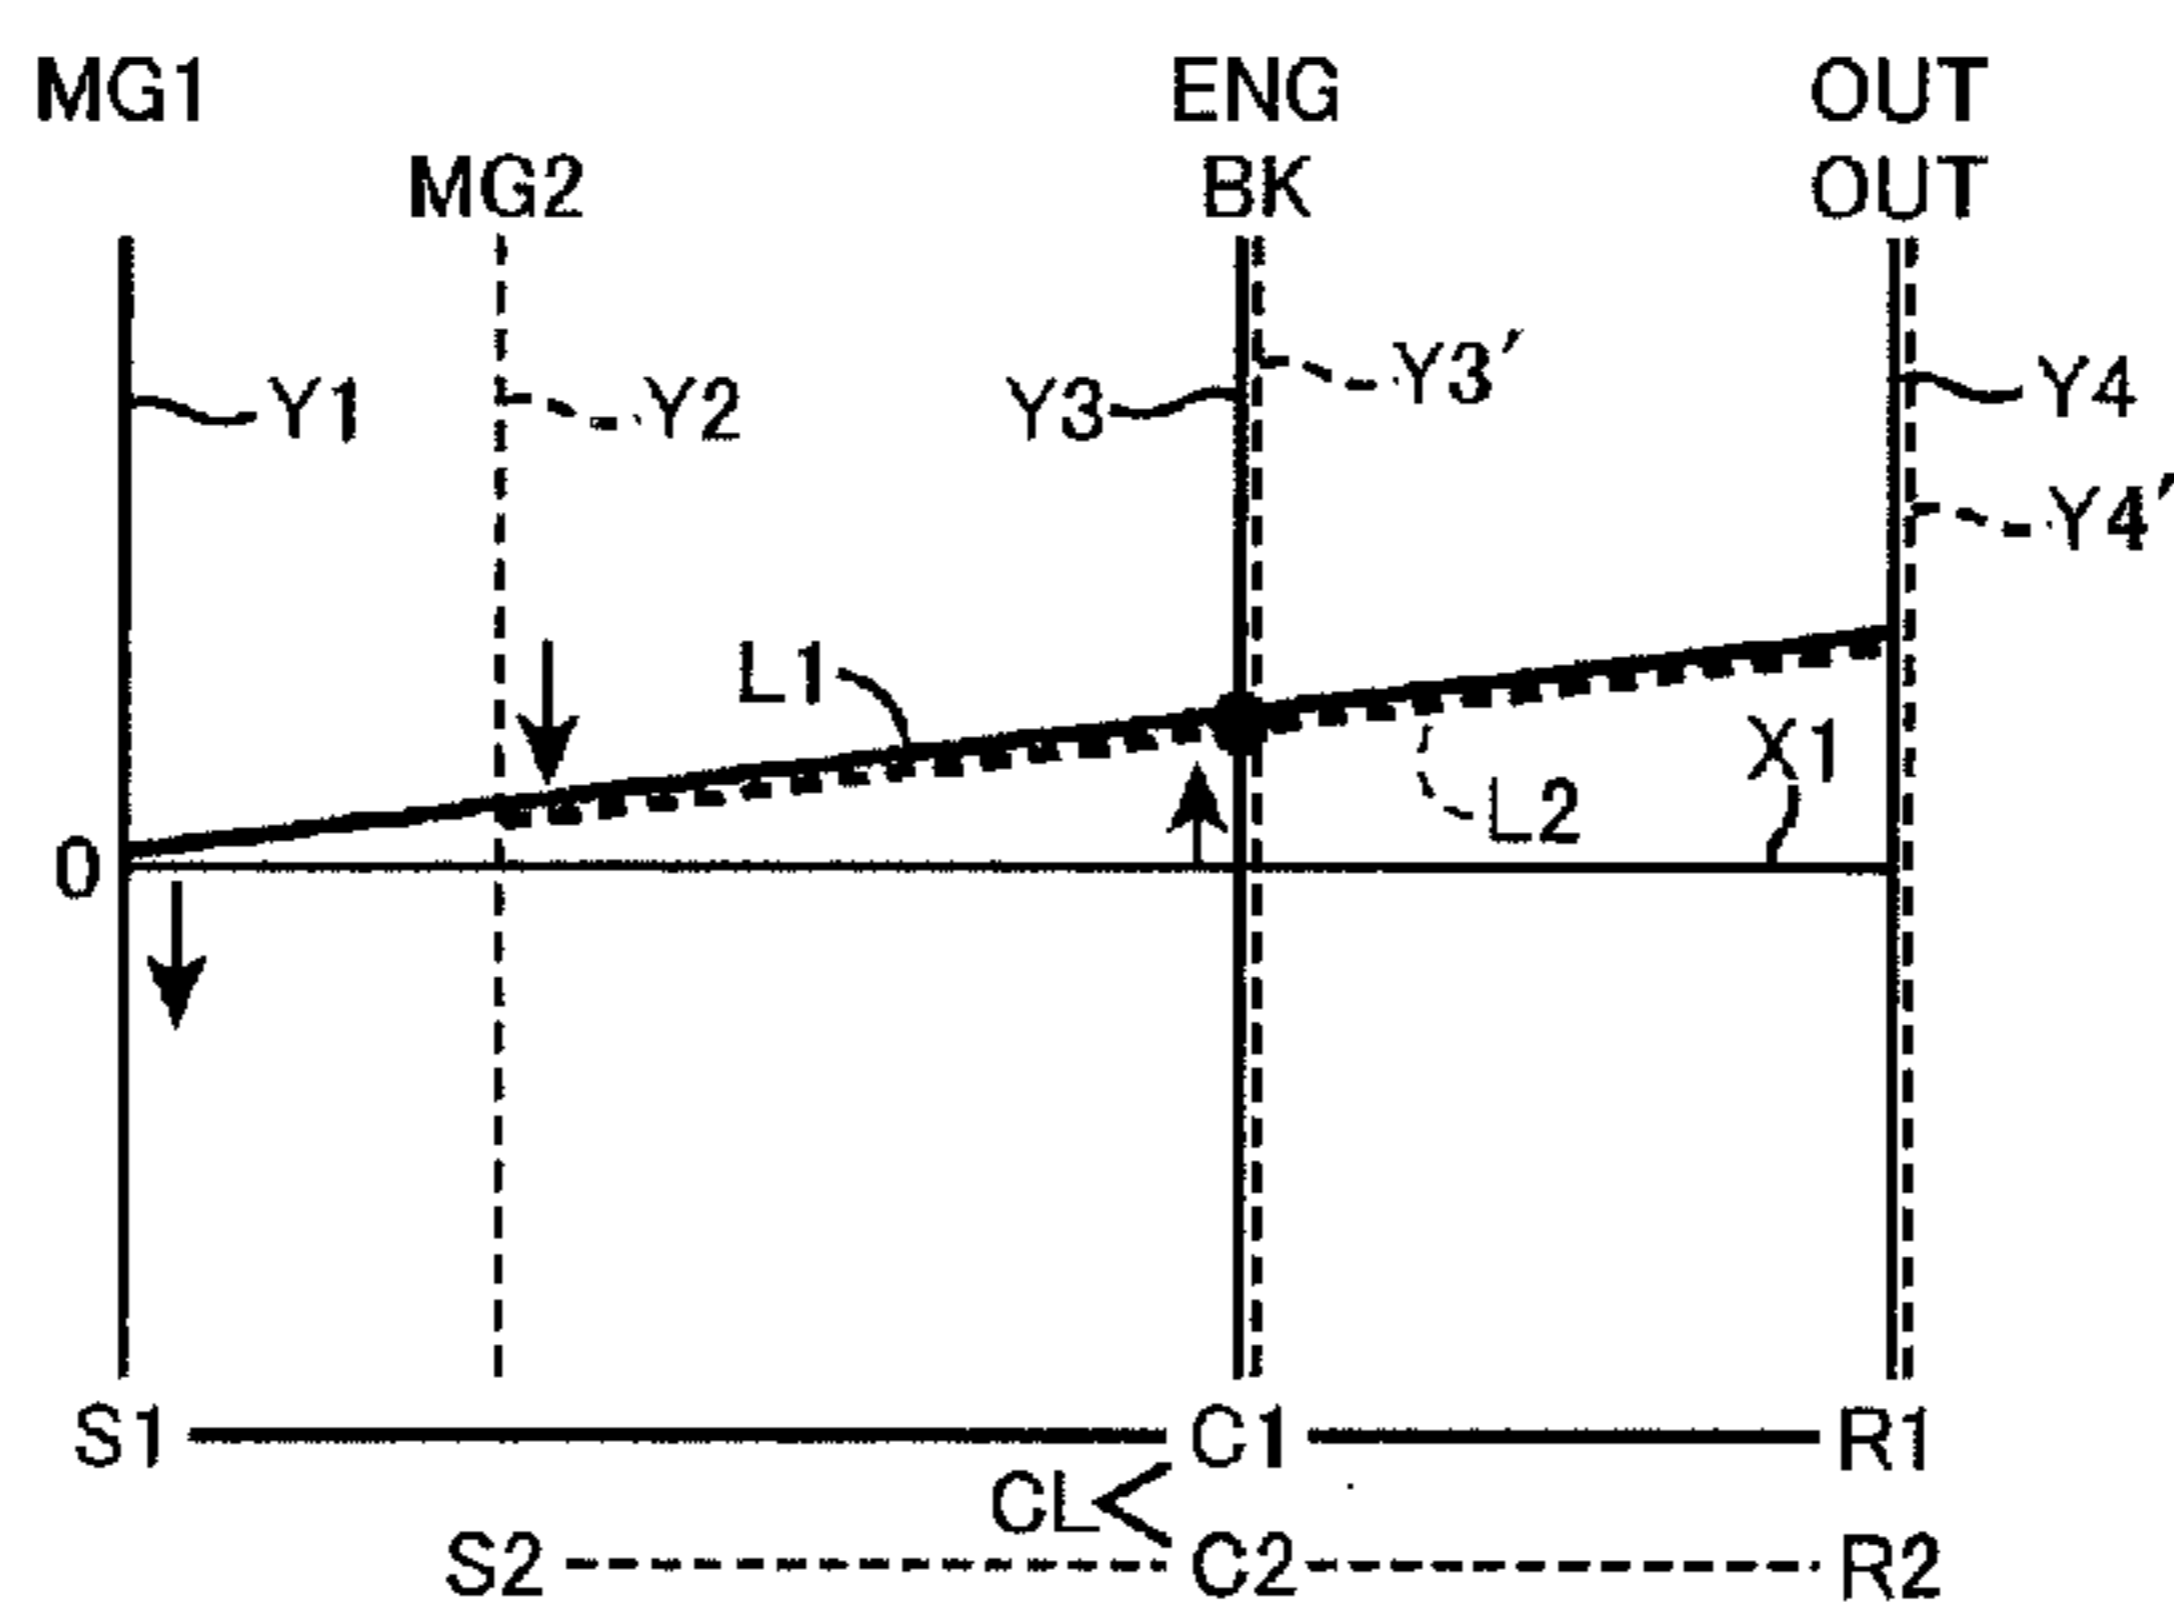 MG1 ENG OUT
MG2 BK OUT
Y1 Y2 Y3 Y3′ Y4
Y4′
L1
X1
L2
0
S1 C1 R1
CL
S2 C2 R2